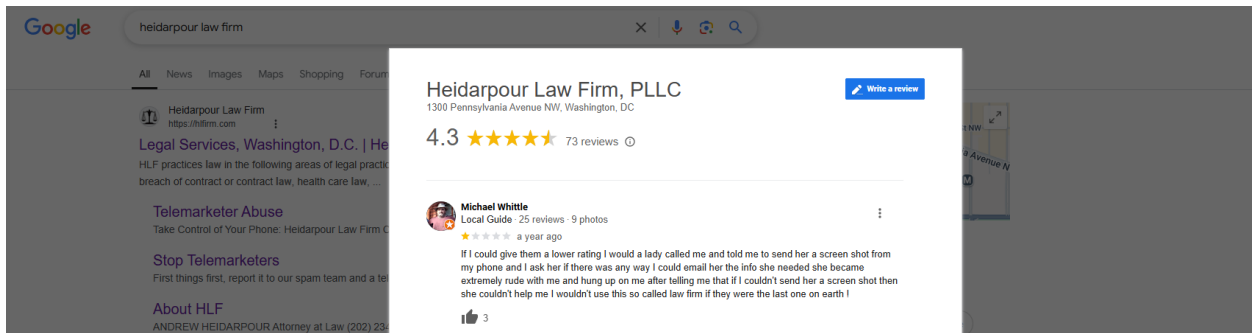 Google
heidarpour law firm
All News Images Maps Shopping Forum
Heidarpour Law Firm
https://hlfirm.com
Legal Services, Washington, D.C. | He
HLF practices law in the following areas of legal practic
breach of contract or contract law, health care law, ...
Telemarketer Abuse
Take Control of Your Phone: Heidarpour Law Firm C
Stop Telemarketers
First things first, report it to our spam team and a tel
About HLF
ANDREW HEIDARPOUR Attorney at Law (202) 23
Heidarpour Law Firm, PLLC
1300 Pennsylvania Avenue NW, Washington, DC
Write a review
4.3 73 reviews
Michael Whittle
Local Guide · 25 reviews · 9 photos
a year ago
If I could give them a lower rating I would a lady called me and told me to send her a screen shot from
my phone and I ask her if there was any way I could email her the info she needed she became
extremely rude with me and hung up on me after telling me that if I couldn't send her a screen shot then
she couldn't help me I wouldn't use this so called law firm if they were the last one on earth !
3
NW
a Avenue N
M